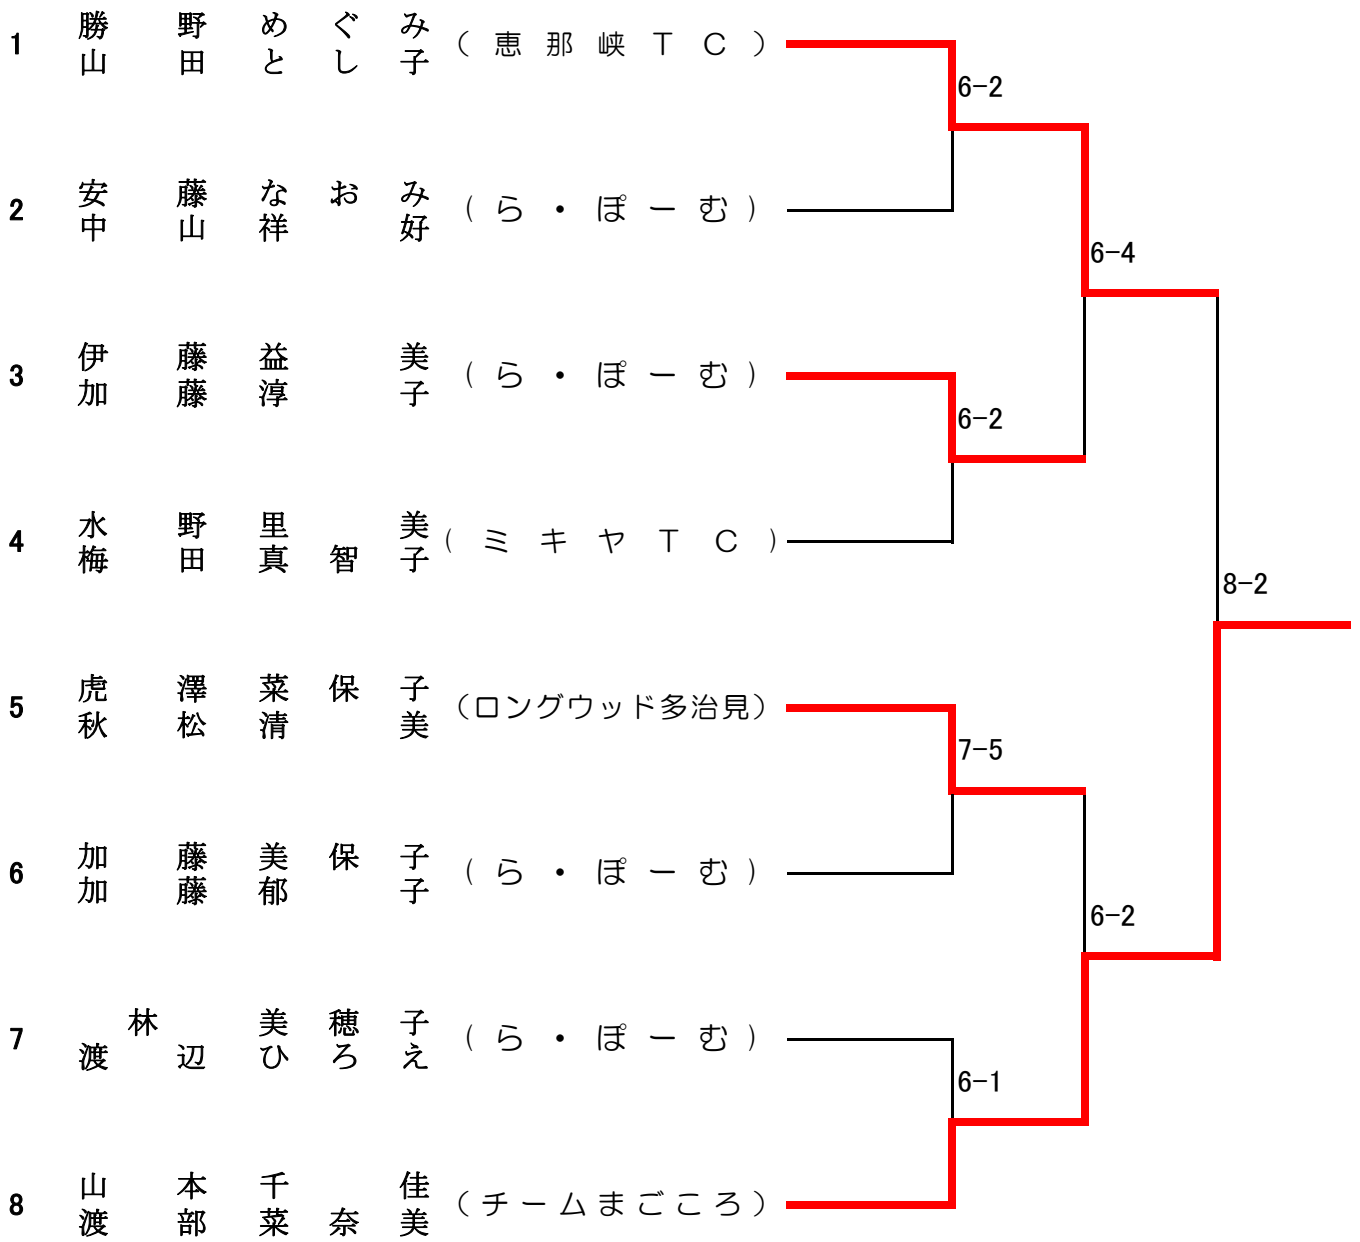 勝野めぐみ
1 (恵那峡TC)
山田とし子
6-2
安藤なおみ
2 (ら・ぽーむ)
中山祥好
6-4
伊藤益美
3 (ら・ぽーむ)
加藤淳子
6-2
水野里美
4 (ミキヤTC)
梅田真智子
8-2
虎澤菜保子
5 (ロングウッド多治見)
秋松清美
7-5
加藤美保子
6 (ら・ぽーむ)
加藤郁子
6-2
林美穂子
7 (ら・ぽーむ)
渡辺ひろえ
6-1
山本千佳
8 (チームまごころ)
渡部菜奈美